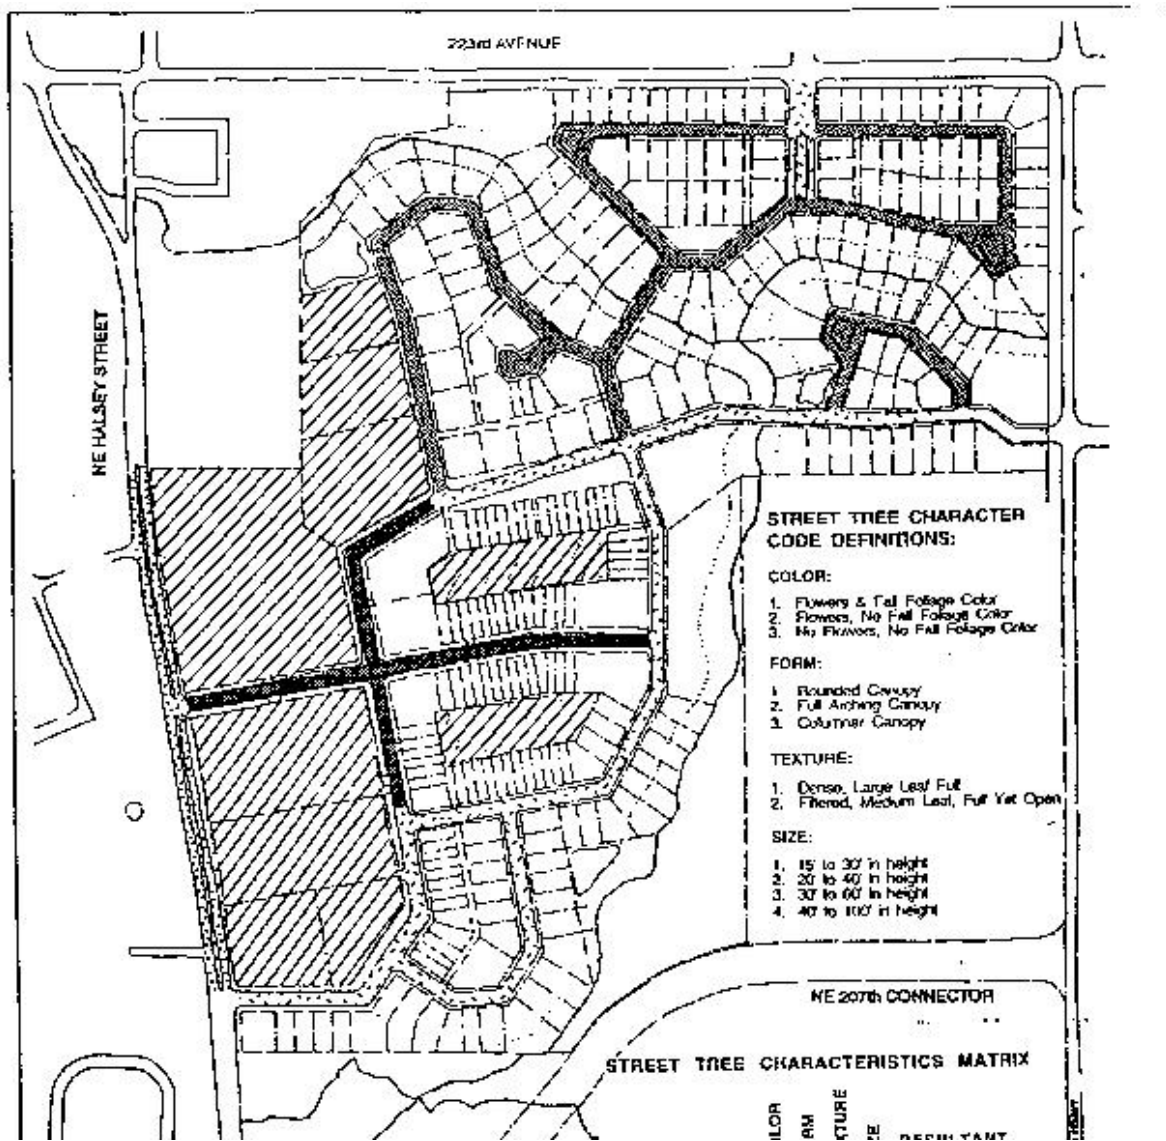 223rd AVENUE
NE HALSEY STREET
STREET TREE CHARACTER
CODE DEFINITIONS:
COLOR:
1. Flowers & Fall Foliage Color
2. Flowers, No Fall Foliage Color
3. No Flowers, No Fall Foliage Color
FORM:
1. Rounded Canopy
2. Full Arching Canopy
3. Columnar Canopy
TEXTURE:
1. Dense, Large Leaf Full
2. Filtered, Medium Leaf, Full Yet Open
SIZE:
1. 15' to 30' in height
2. 20' to 40' in height
3. 30' to 60' in height
4. 40' to 100' in height
NE 207th CONNECTOR
STREET TREE CHARACTERISTICS MATRIX
RESULTANT